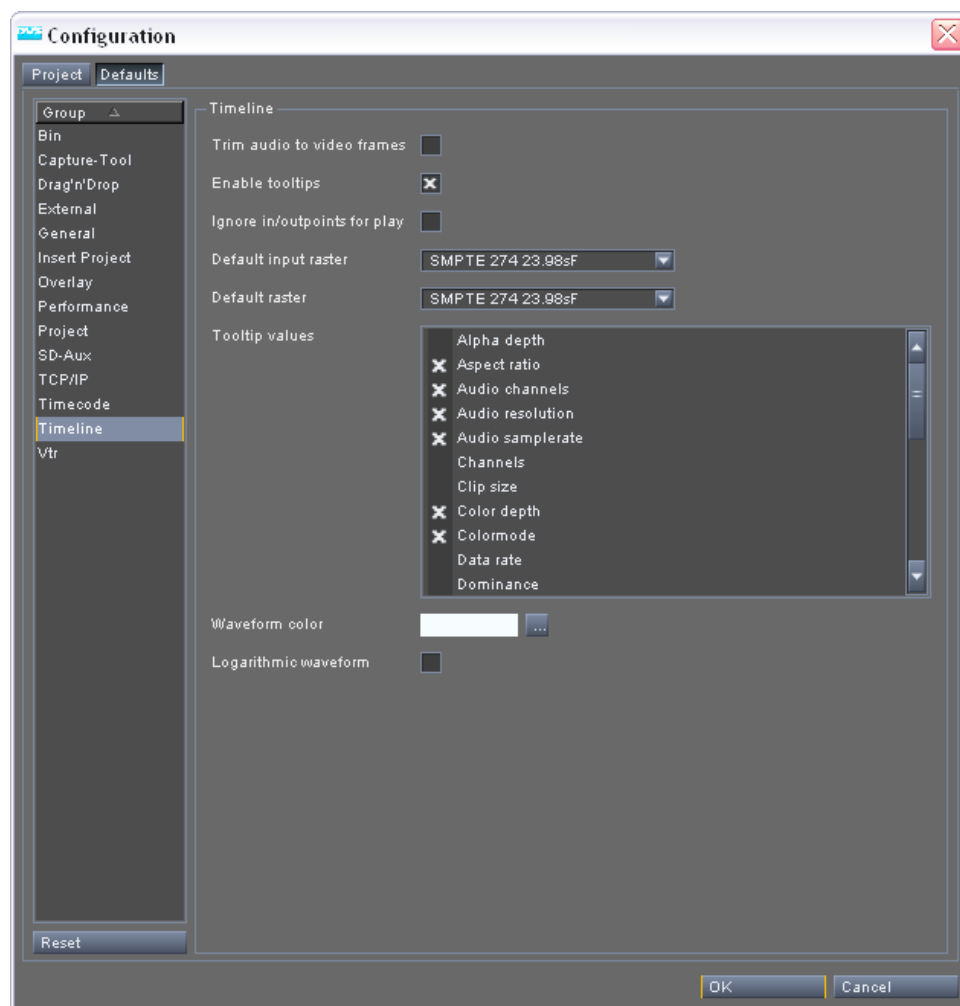 Configuration
Project Defaults
Group
Bin
Capture-Tool
Drag'n'Drop
External
General
Insert Project
Overlay
Performance
Project
SD-Aux
TCP/IP
Timecode
Timeline
Vtr
Reset
Timeline
Trim audio to video frames
Enable tooltips
Ignore in/outpoints for play
Default input raster SMPTE 274 23.98sF
Default raster SMPTE 274 23.98sF
Tooltip values
Alpha depth
Aspect ratio
Audio channels
Audio resolution
Audio samplerate
Channels
Clip size
Color depth
Colormode
Data rate
Dominance
Waveform color ...
Logarithmic waveform
OK Cancel